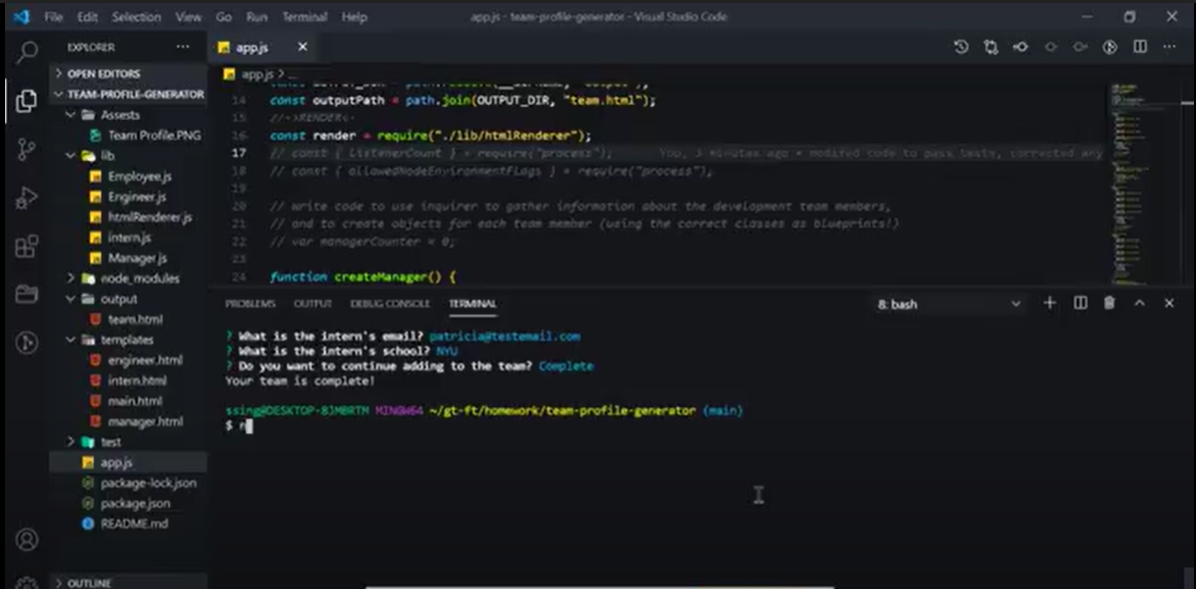 File Edit Selection View Go Run Terminal Help
app.js - team-profile-generator - Visual Studio Code
EXPLORER
OPEN EDITORS
TEAM-PROFILE-GENERATOR
Assests
Team Profile.PNG
lib
Employee.js
Engineer.js
htmlRenderer.js
intern.js
Manager.js
node_modules
output
team.html
templates
engineer.html
intern.html
main.html
manager.html
test
app.js
package-lock.json
package.json
README.md
OUTLINE
app.js
app.js > ...
14 const outputPath = path.join(OUTPUT_DIR, "team.html");
15 //->RENDER<-
16 const render = require("./lib/htmlRenderer");
17 // const { ListenerCount } = require("process"); You, 3 minutes ago • modified code to pass tests, corrected any
18 // const { allowedNodeEnvironmentFlags } = require("process");
19
20 // Write code to use inquirer to gather information about the development team members,
21 // and to create objects for each team member (using the correct classes as blueprints!)
22 // var managerCounter = 0;
23
24 function createManager() {
PROBLEMS OUTPUT DEBUG CONSOLE TERMINAL
8: bash
? What is the intern's email? patricia@testemail.com
? What is the intern's school? NYU
? Do you want to continue adding to the team? Complete
Your team is complete!
MINGW64 ~/gt-ft/homework/team-profile-generator (main)
$ n